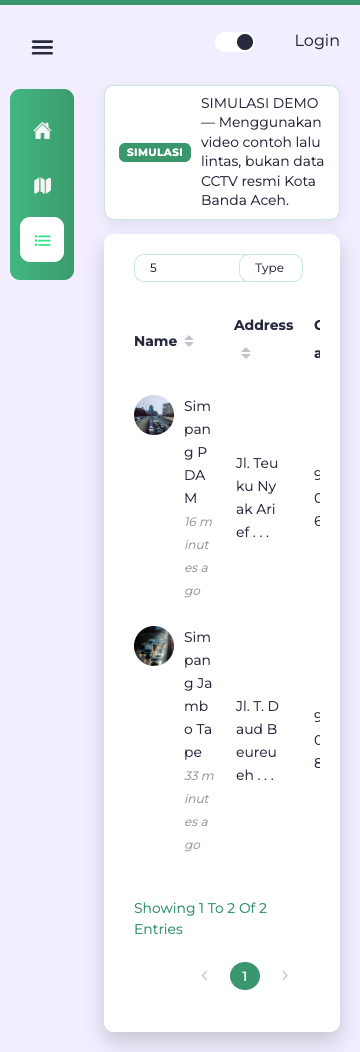 Login
SIMULASI
SIMULASI DEMO
— Menggunakan
video contoh lalu
lintas, bukan data
CCTV resmi Kota
Banda Aceh.
5
Type
Name
Address
Sim
pan
g P
DA
M
16 m
inut
es a
go
Jl. Teu
ku Ny
ak Ari
ef . . .
Sim
pan
g Ja
mb
o Ta
pe
33 m
inut
es a
go
Jl. T. D
aud B
eureu
eh . . .
Showing 1 To 2 Of 2
Entries
1